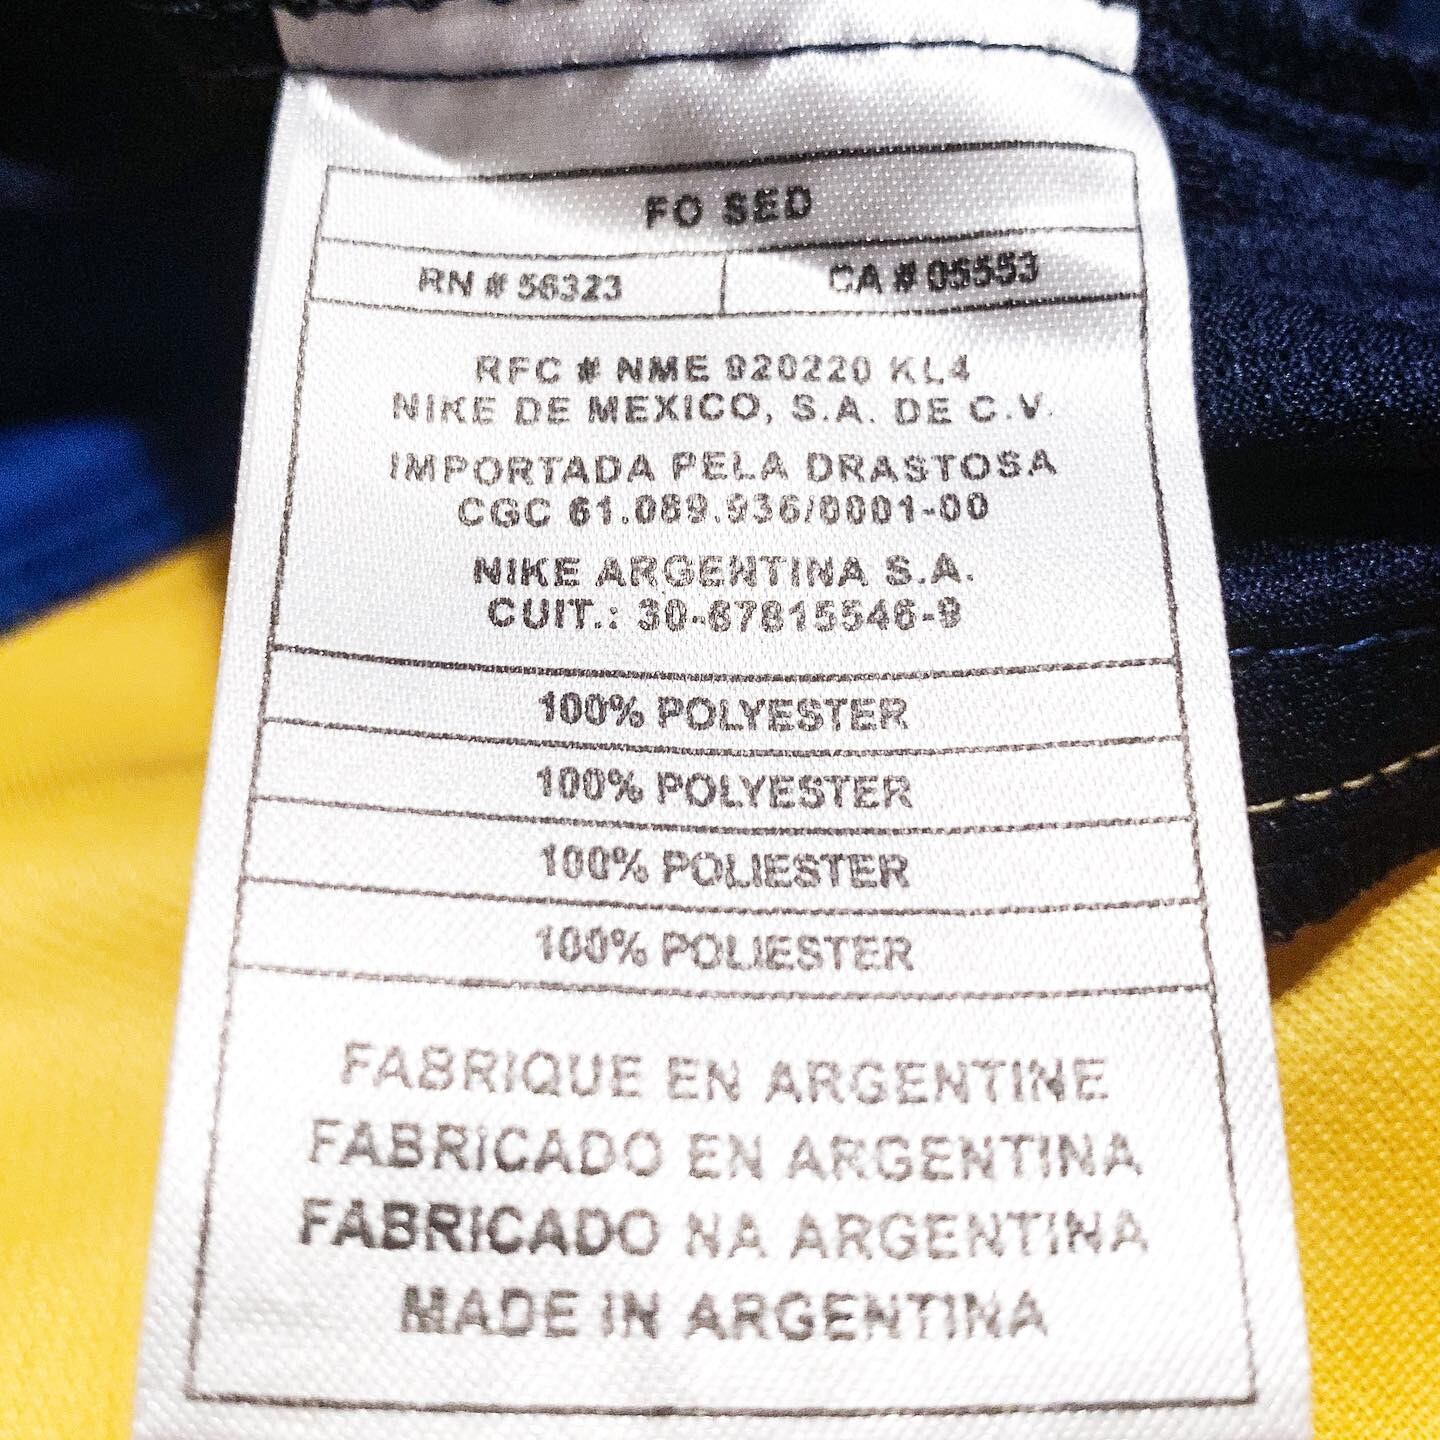 FO SED
RN # 56323 CA # 05553
RFC # NME 920220 KL4
NIKE DE MEXICO, S.A. DE C.V.
IMPORTADA PELA DRASTOSA
CGC 61.089.936/0001-00
NIKE ARGENTINA S.A.
CUIT.: 30-67815546-9
100% POLYESTER
100% POLYESTER
100% POLIESTER
100% POLIESTER
FABRIQUE EN ARGENTINE
FABRICADO EN ARGENTINA
FABRICADO NA ARGENTINA
MADE IN ARGENTINA